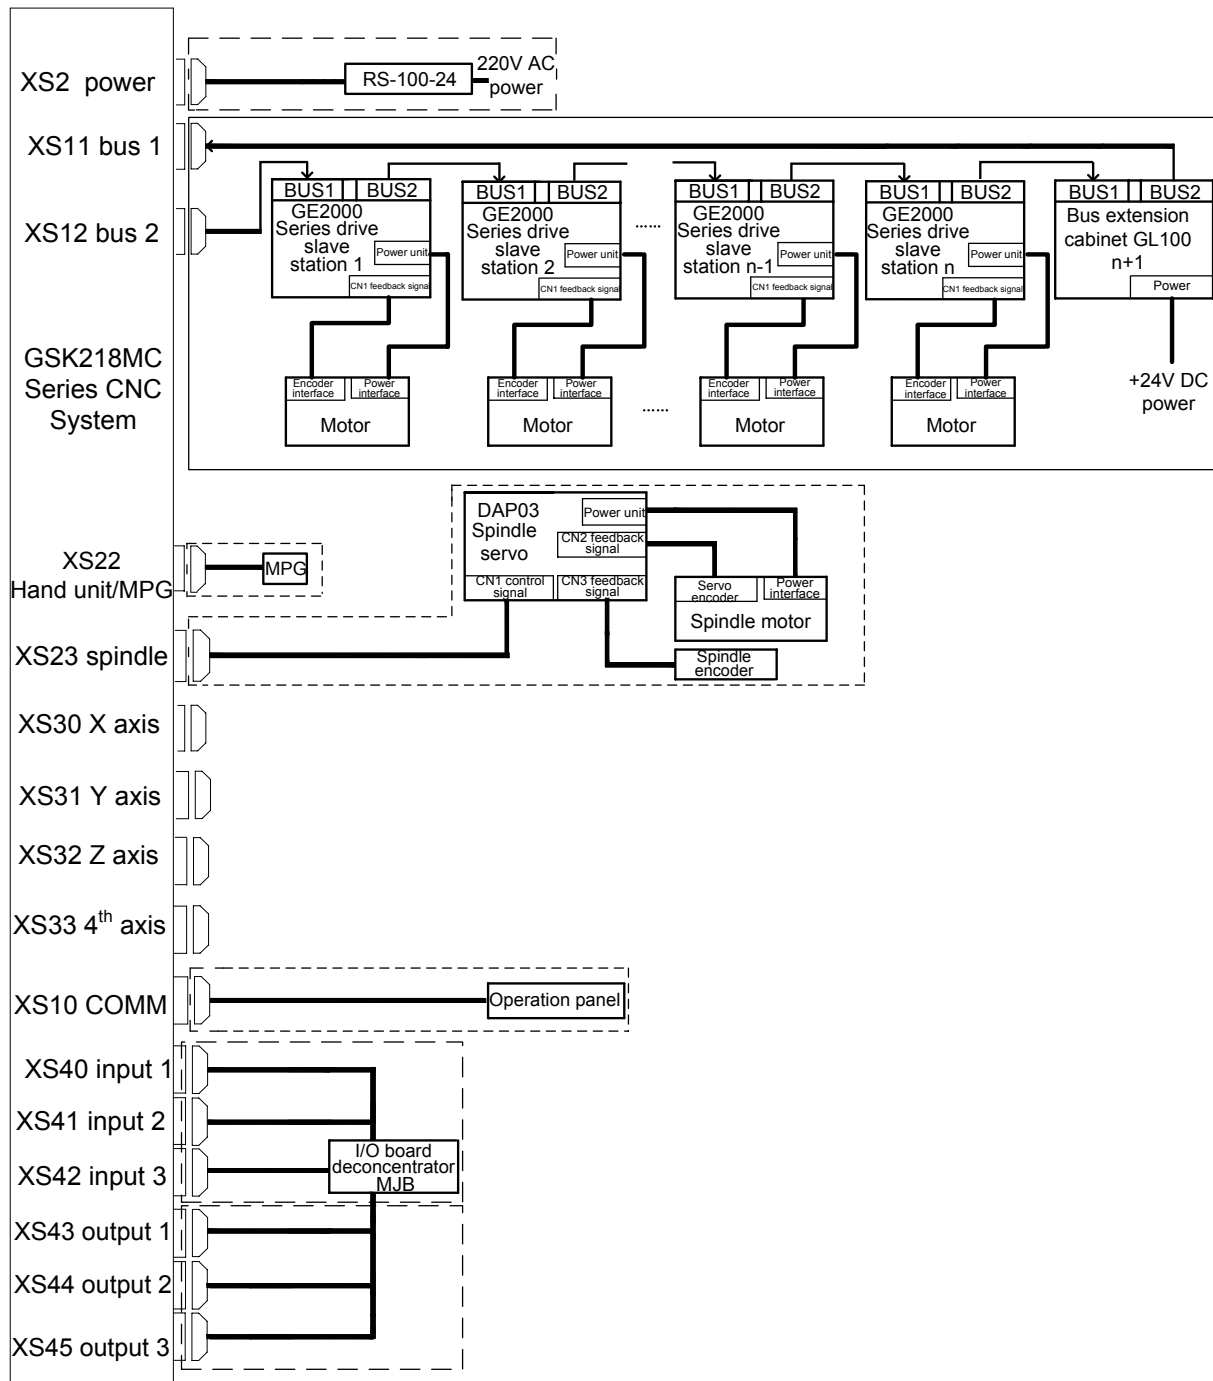 XS2 power
RS-100-24
220V AC
power
XS11 bus 1
XS12 bus 2
BUS1 BUS2
GE2000
Series drive
slave
station 1
Power unit
CN1 feedback signal
BUS1 BUS2
GE2000
Series drive
slave
station 2
Power unit
CN1 feedback signal
......
BUS1 BUS2
GE2000
Series drive
slave
station n-1
Power unit
CN1 feedback signal
BUS1 BUS2
GE2000
Series drive
slave
station n
Power unit
CN1 feedback signal
BUS1 BUS2
Bus extension
cabinet GL100
n+1
Power
+24V DC
power
Encoder
interface
Power
interface
Motor
Encoder
interface
Power
interface
Motor
......
Encoder
interface
Power
interface
Motor
Encoder
interface
Power
interface
Motor
GSK218MC
Series CNC
System
XS22
Hand unit/MPG
MPG
DAP03
Spindle
servo
Power unit
CN2 feedback
signal
CN1 control
signal
CN3 feedback
signal
Servo
encoder
Power
interface
Spindle motor
Spindle
encoder
XS23 spindle
XS30 X axis
XS31 Y axis
XS32 Z axis
XS33 4th axis
XS10 COMM
Operation panel
XS40 input 1
XS41 input 2
XS42 input 3
I/O board
deconcentrator
MJB
XS43 output 1
XS44 output 2
XS45 output 3